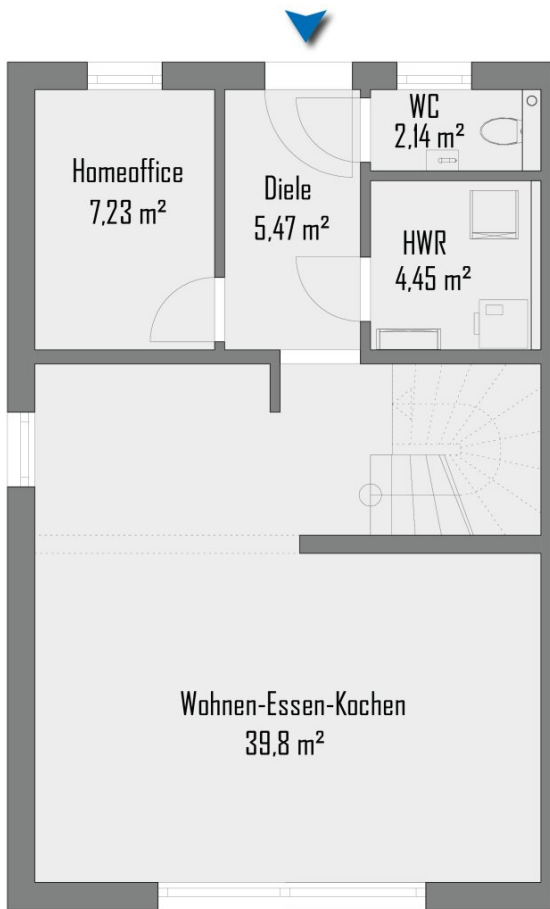 WC
2,14 m²
Homeoffice
7,23 m²
Diele
5,47 m²
HWR
4,45 m²
Wohnen-Essen-Kochen
39,8 m²